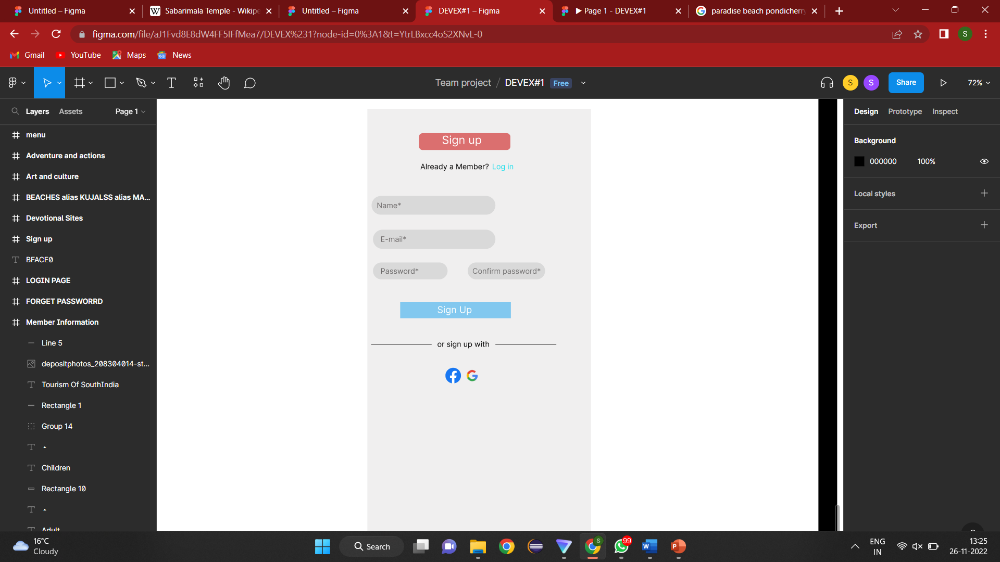 Untitled – Figma
Sabarimala Temple - Wikipe
Untitled – Figma
DEVEX#1 – Figma
▶ Page 1 - DEVEX#1
paradise beach pondicherry
figma.com/file/aJ1Fvd8E8dW4FF5IFfMea7/DEVEX%231?node-id=0%3A1&t=YtrLBxcc4oS2XNvL-0
S
Gmail
YouTube
Maps
News
Team project / DEVEX#1 Free
S
S
Share
72%
Layers
Assets
Page 1
menu
Adventure and actions
Art and culture
BEACHES alias KUJALSS alias MA...
Devotional Sites
Sign up
BFACE0
LOGIN PAGE
FORGET PASSWORRD
Member Information
Line 5
depositphotos_208304014-st...
Tourism Of SouthIndia
Rectangle 1
Group 14
Children
Rectangle 10
Adult
Sign up
Already a Member? Log in
Name*
E-mail*
Password*
Confirm password*
Sign Up
or sign up with
Design
Prototype
Inspect
Background
000000
100%
Local styles
Export
16°C
Cloudy
Search
S
99
ENG
IN
13:25
26-11-2022